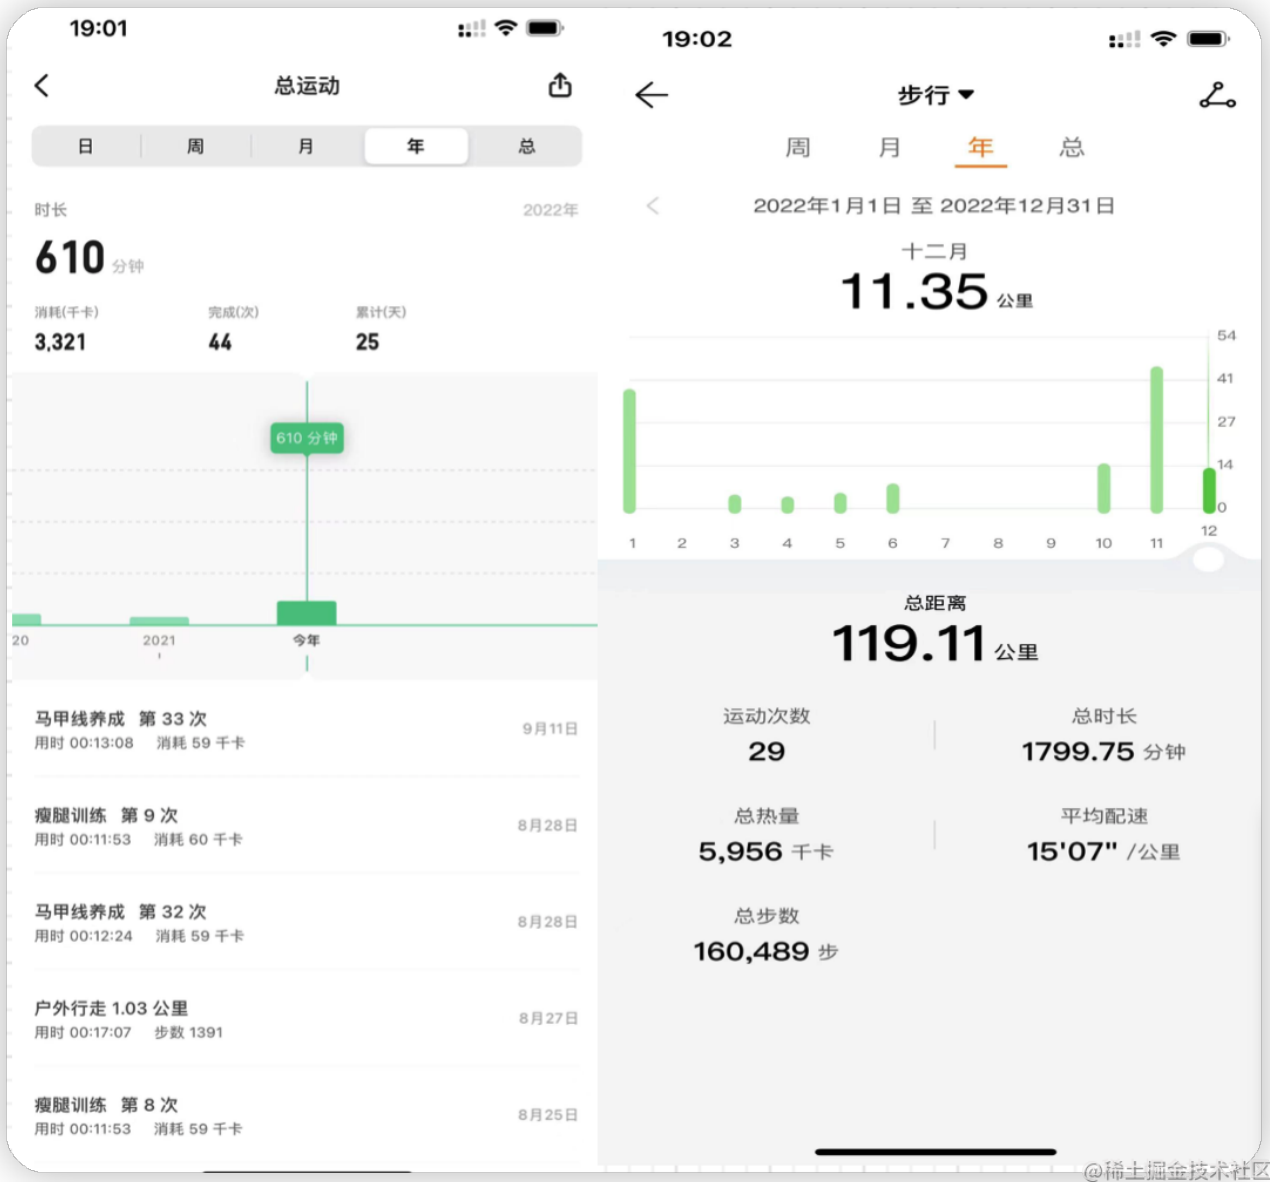 19:01
总运动
日 周 月 年 总
时长 2022年
610 分钟
消耗(千卡) 完成(次) 累计(天)
3,321 44 25
610 分钟
20 2021 今年
马甲线养成 第 33 次 9月11日
用时 00:13:08 消耗 59 千卡
瘦腿训练 第 9 次 8月28日
用时 00:11:53 消耗 60 千卡
马甲线养成 第 32 次 8月28日
用时 00:12:24 消耗 59 千卡
户外行走 1.03 公里 8月27日
用时 00:17:07 步数 1391
瘦腿训练 第 8 次 8月25日
用时 00:11:53 消耗 59 千卡
19:02
步行
周 月 年 总
2022年1月1日 至 2022年12月31日
十二月
11.35 公里
54
41
27
14
0
1 2 3 4 5 6 7 8 9 10 11 12
总距离
119.11 公里
运动次数 总时长
29 1799.75 分钟
总热量 平均配速
5,956 千卡 15'07" /公里
总步数
160,489 步
@稀土掘金技术社区